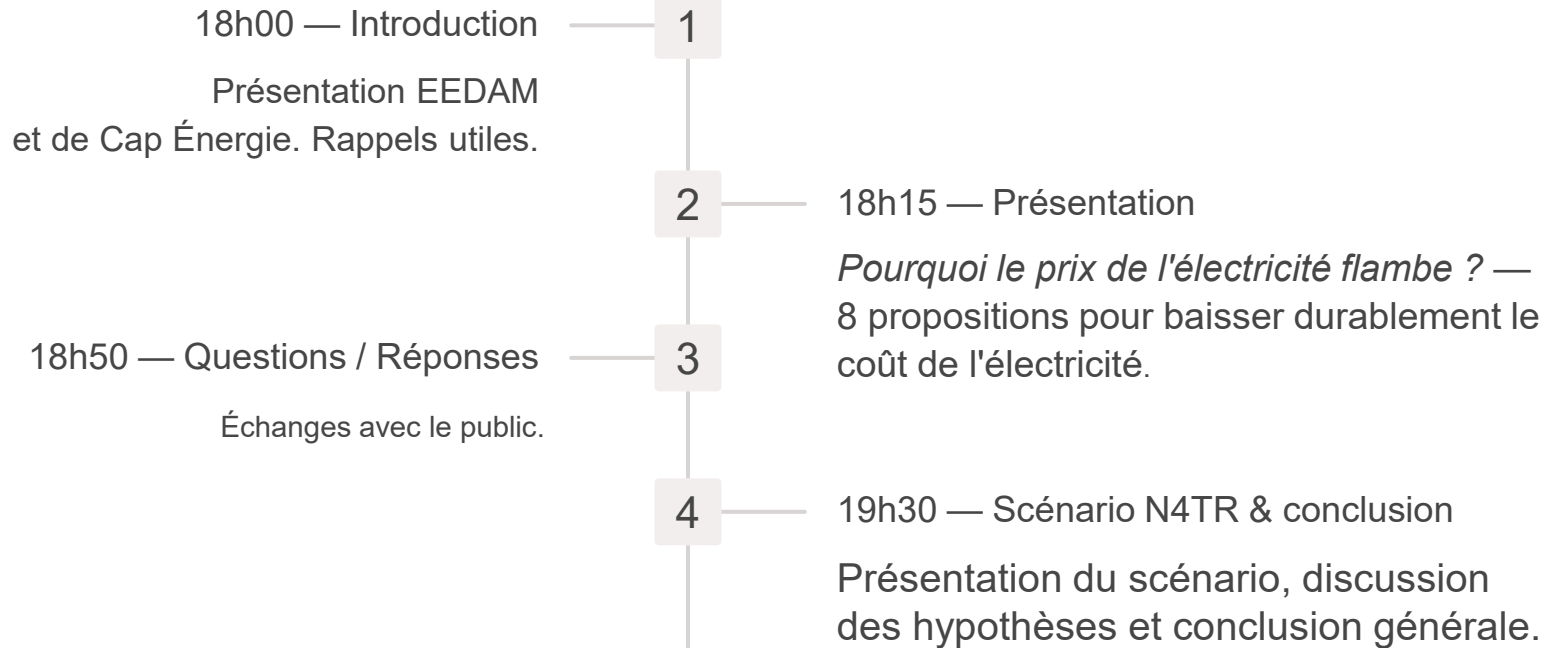 18h00 — Introduction
1
Présentation EEDAM
et de Cap Énergie. Rappels utiles.
2
18h15 — Présentation
Pourquoi le prix de l'électricité flambe ? —
8 propositions pour baisser durablement le
coût de l'électricité.
18h50 — Questions / Réponses
3
Échanges avec le public.
4
19h30 — Scénario N4TR & conclusion
Présentation du scénario, discussion
des hypothèses et conclusion générale.